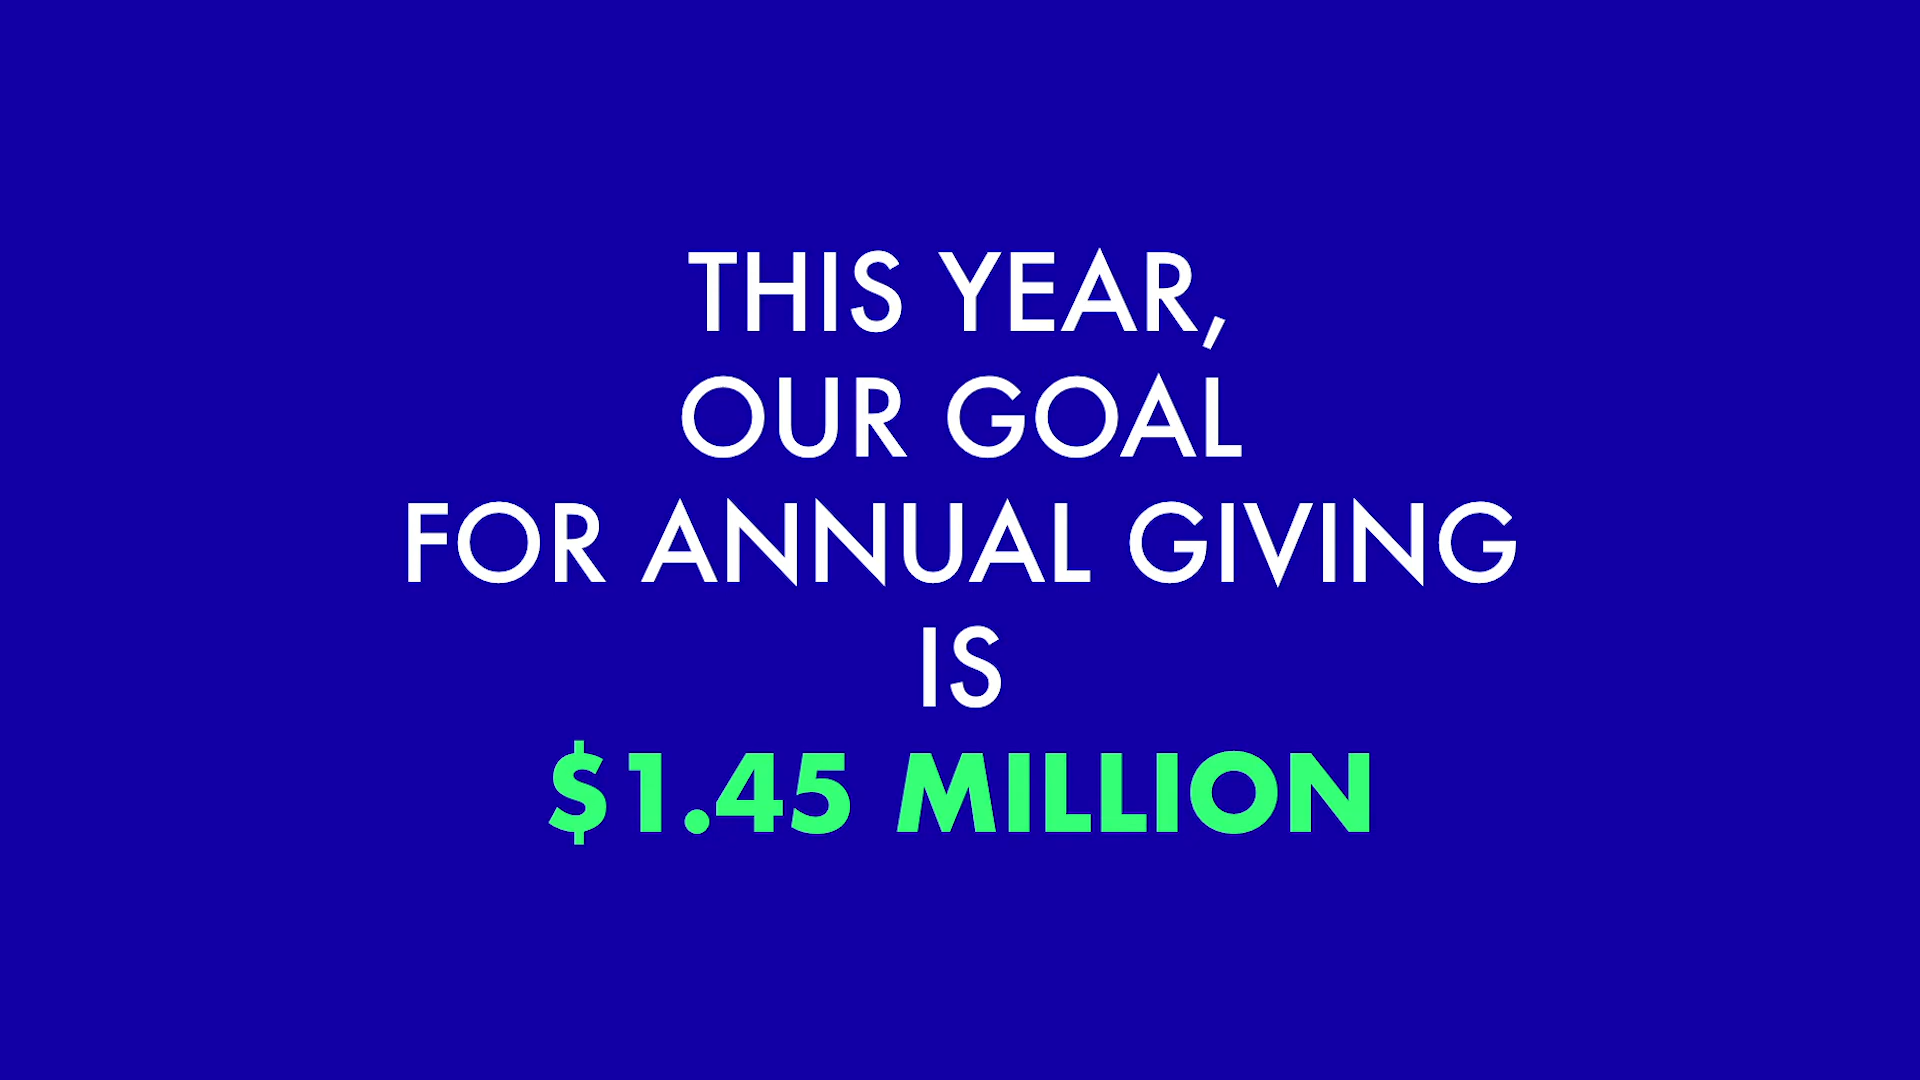 THIS YEAR,
OUR GOAL
FOR ANNUAL GIVING
IS
$1.45 MILLION